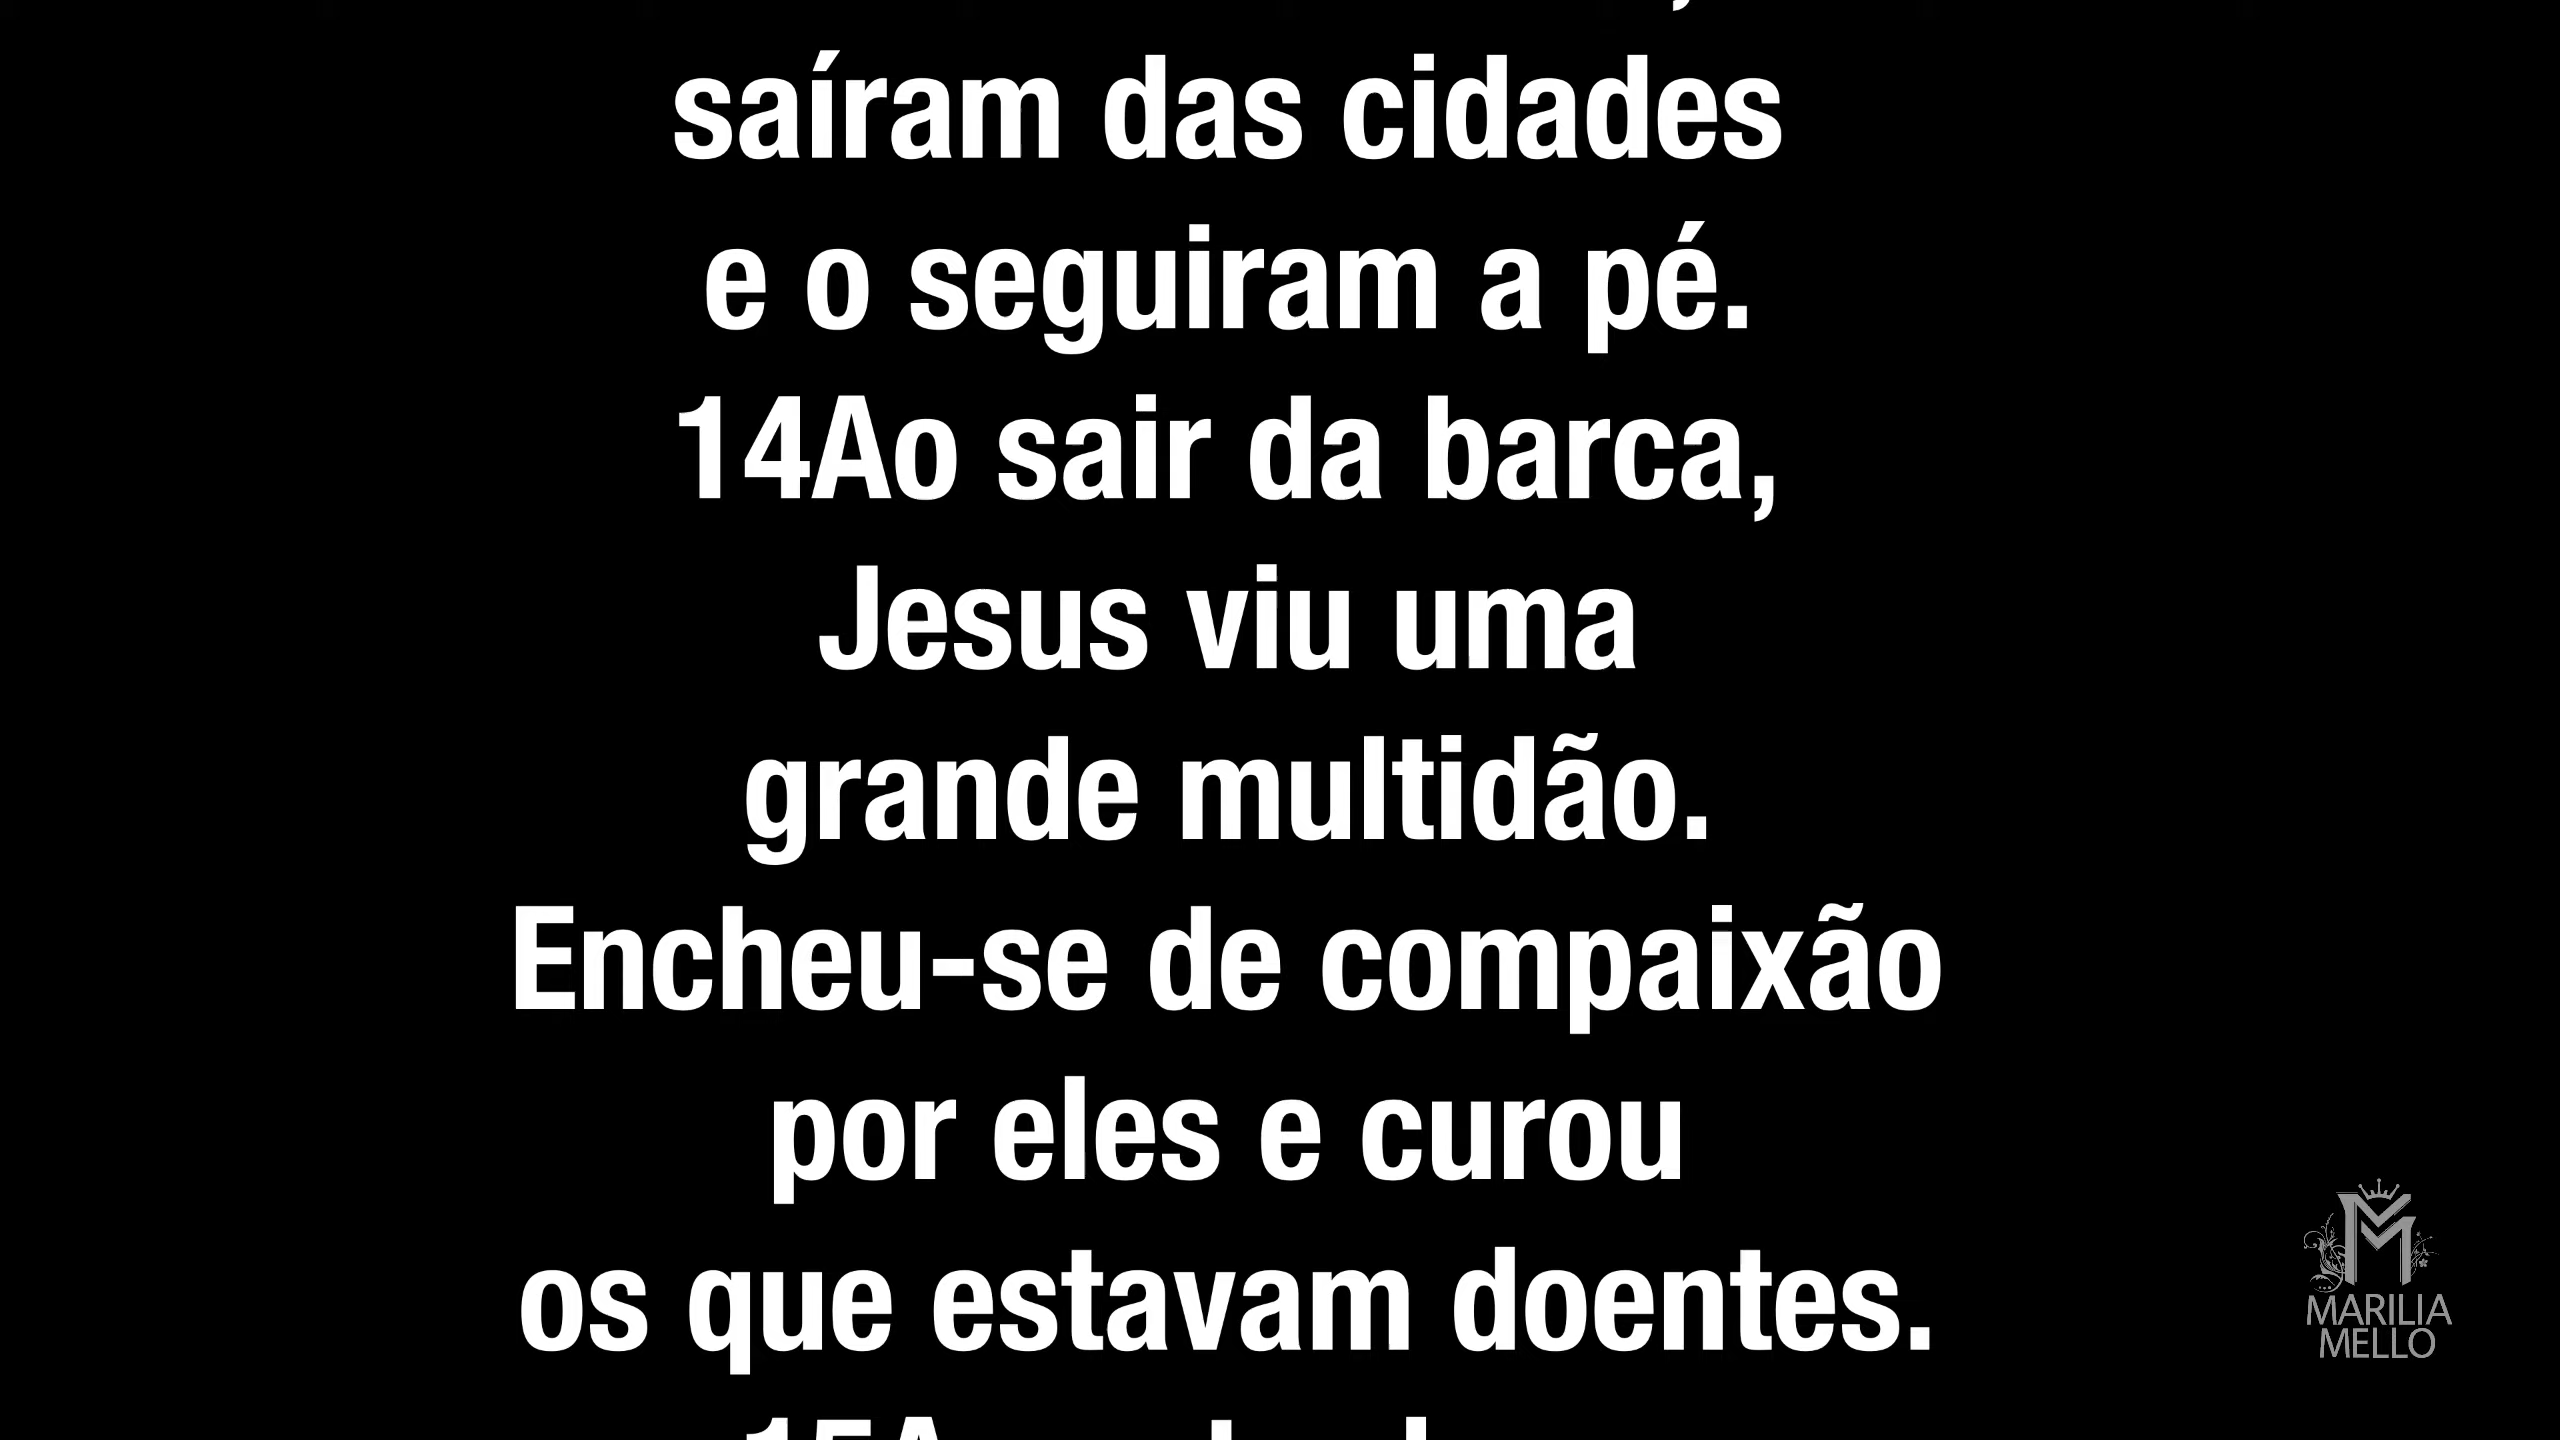 saíram das cidades
e o seguiram a pé.
14Ao sair da barca,
Jesus viu uma
grande multidão.
Encheu-se de compaixão
por eles e curou
os que estavam doentes.
MARILIA
MELLO